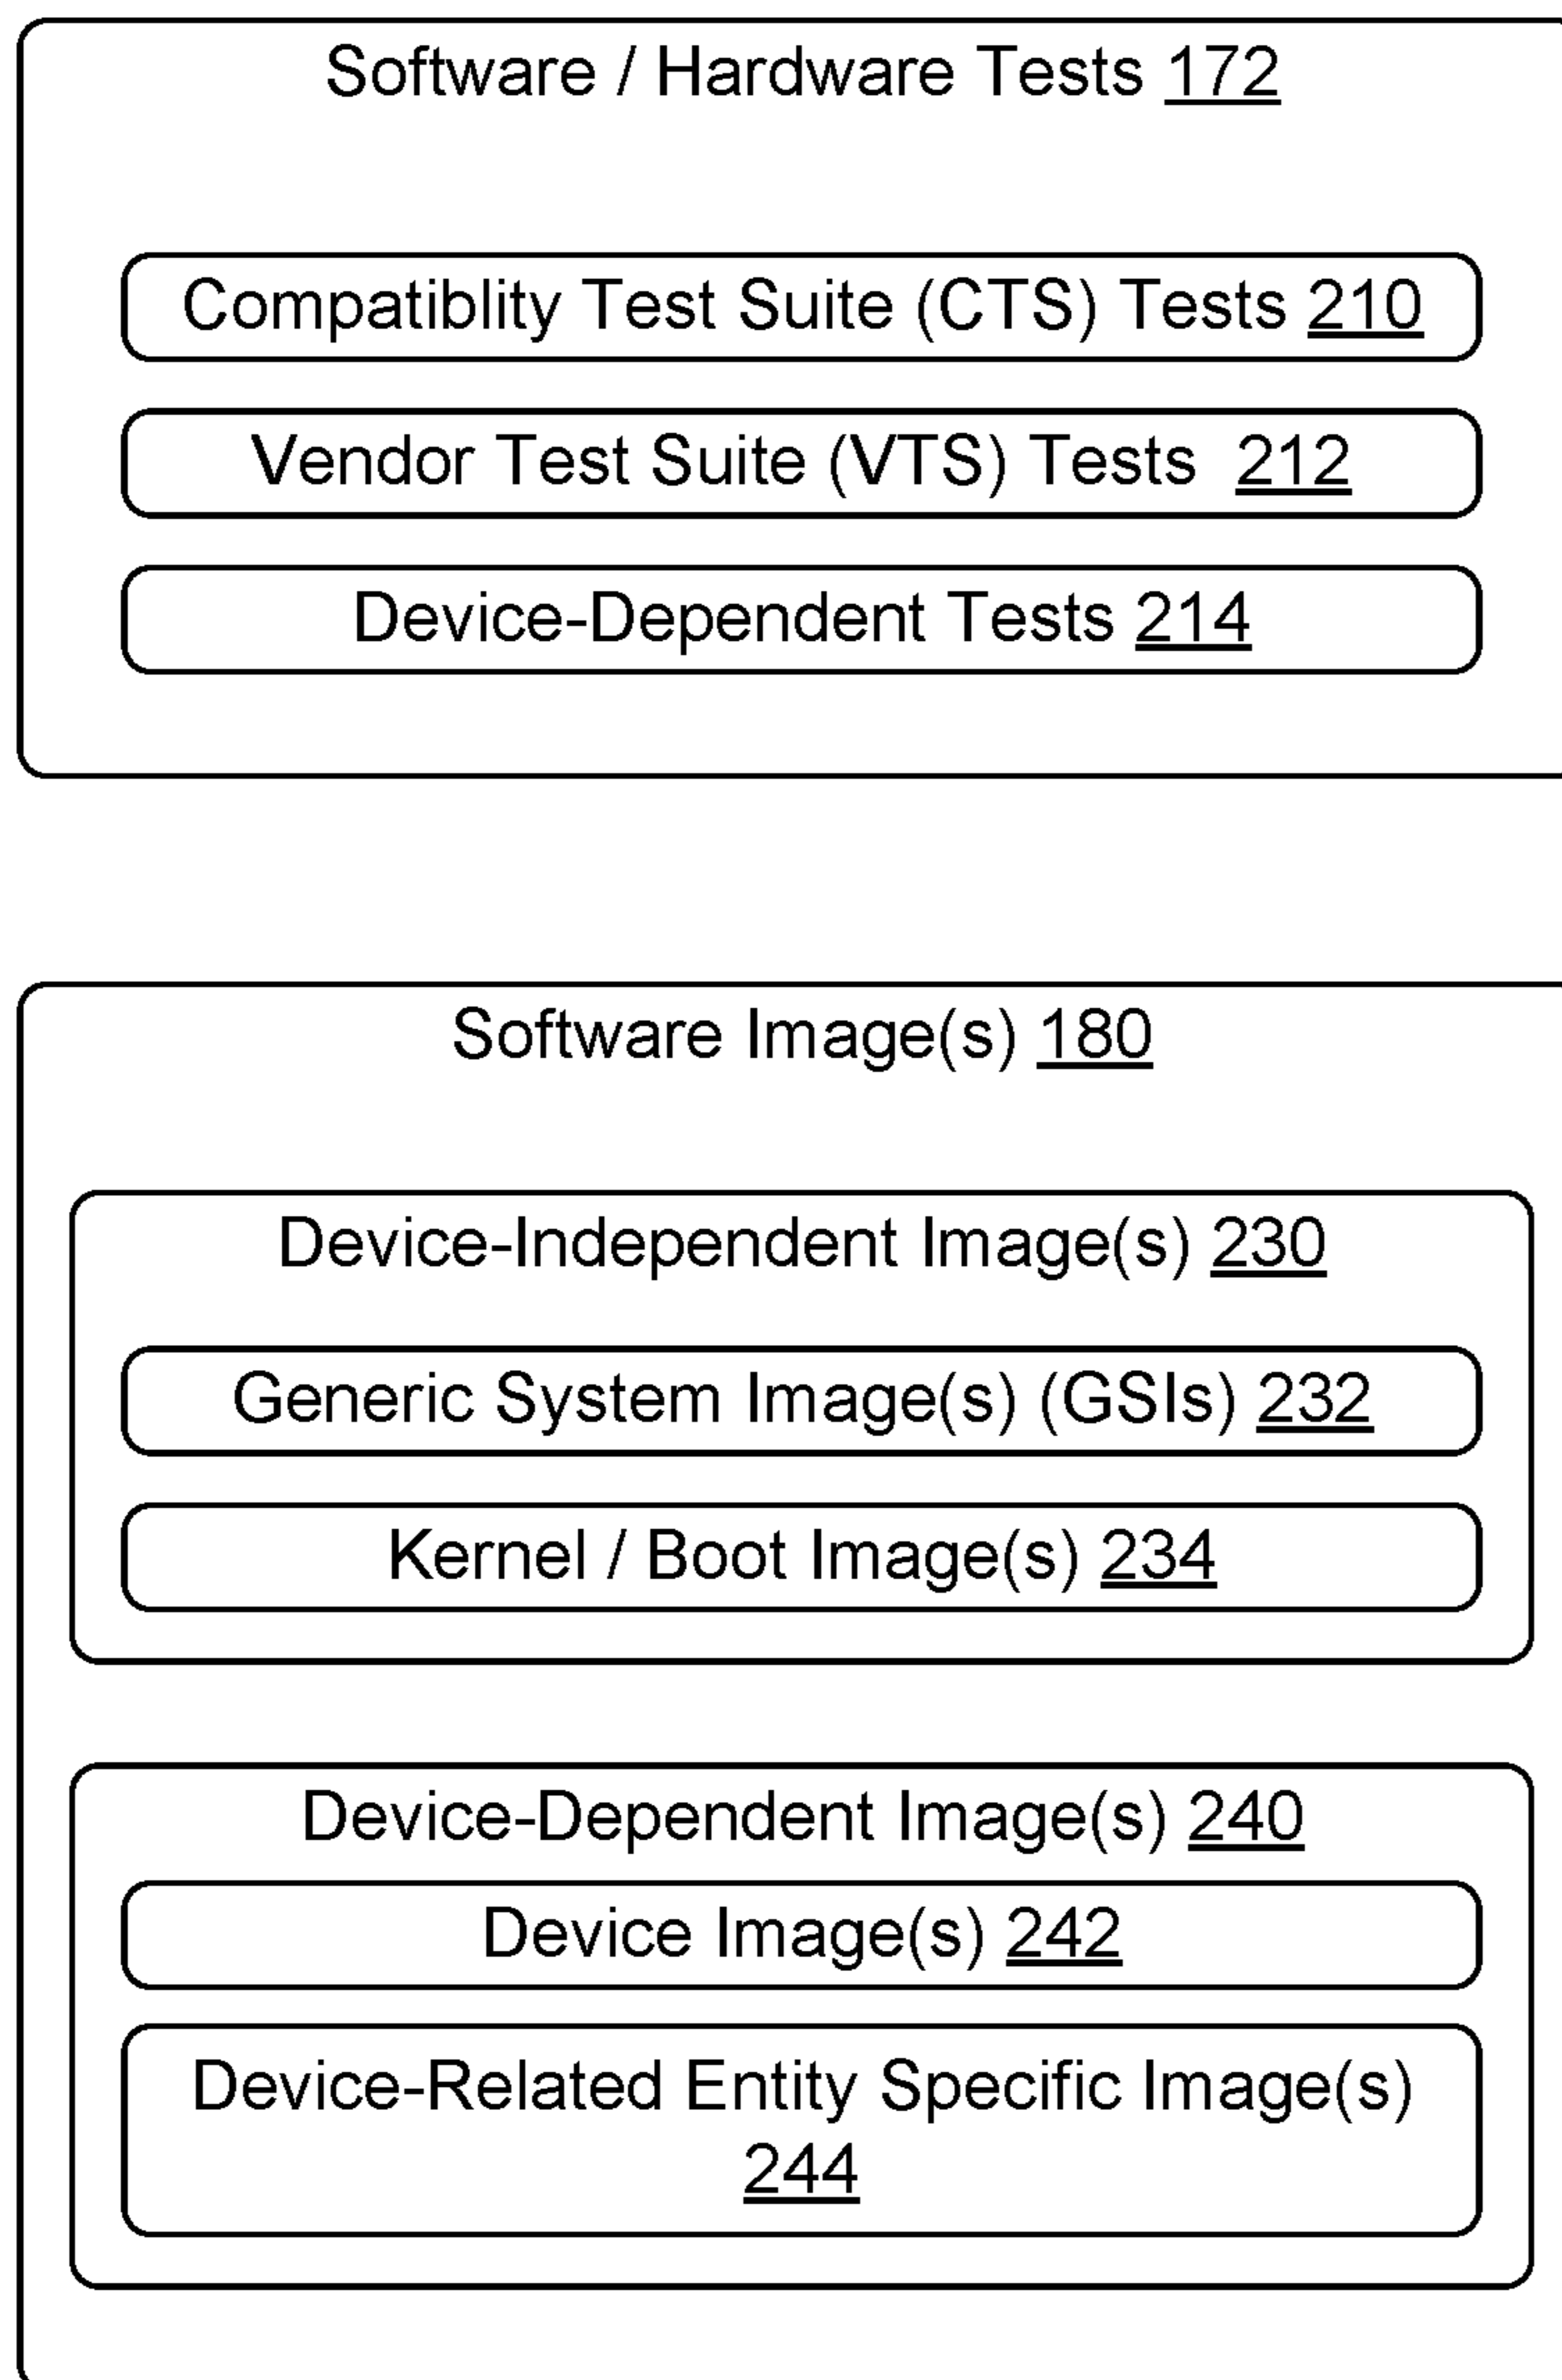 Software / Hardware Tests 172
Compatiblity Test Suite (CTS) Tests 210
Vendor Test Suite (VTS) Tests 212
Device-Dependent Tests 214
Software Image(s) 180
Device-Independent Image(s) 230
Generic System Image(s) (GSIs) 232
Kernel / Boot Image(s) 234
Device-Dependent Image(s) 240
Device Image(s) 242
Device-Related Entity Specific Image(s)
244